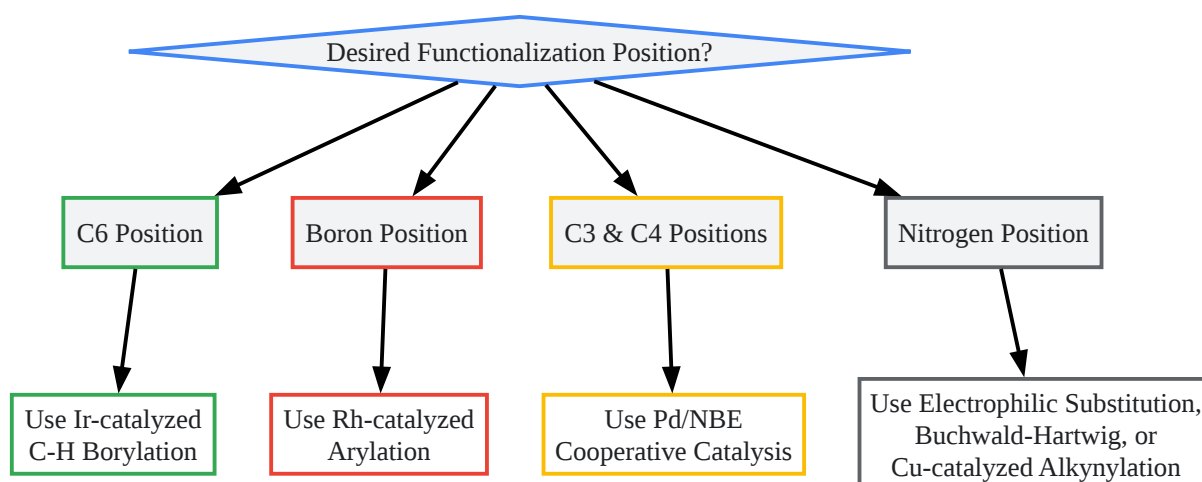 Desired Functionalization Position?
C6 Position
Boron Position
C3 & C4 Positions
Nitrogen Position
Use Ir-catalyzed
C-H Borylation
Use Rh-catalyzed
Arylation
Use Pd/NBE
Cooperative Catalysis
Use Electrophilic Substitution,
Buchwald-Hartwig, or
Cu-catalyzed Alkynylation